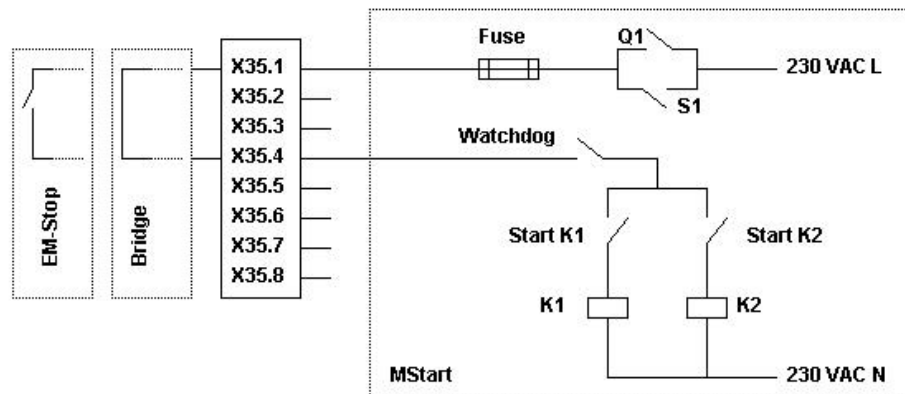 Fuse
Q1
X35.1
230 VAC L
X35.2
S1
X35.3
Watchdog
X35.4
X35.5
EM-Stop
Bridge
X35.6
Start K1
Start K2
X35.7
X35.8
K1
K2
MStart
230 VAC N